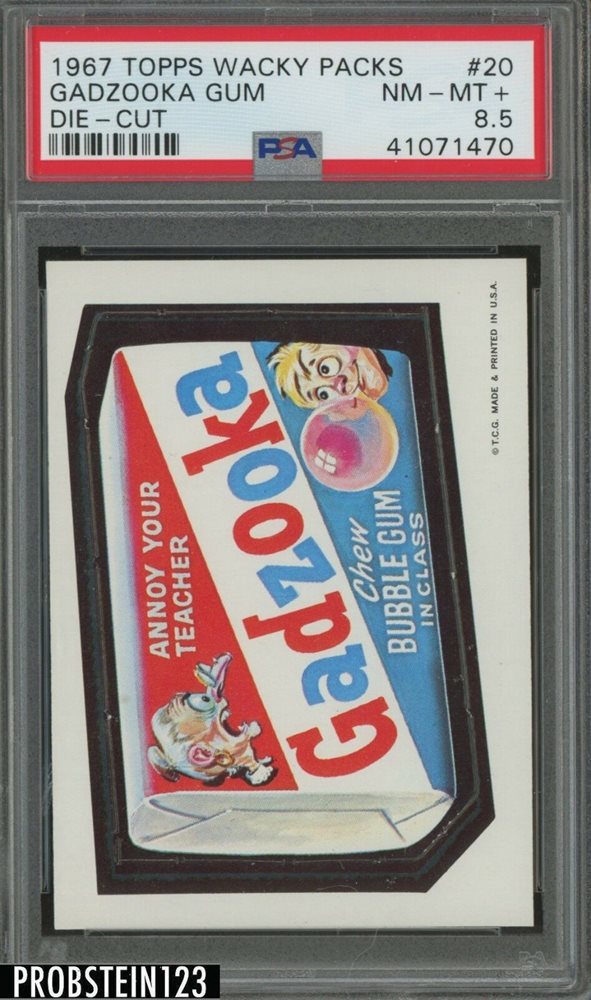 1967 TOPPS WACKY PACKS #20
GADZOOKA GUM NM-MT+
DIE-CUT 8.5
PSA 41071470
© T.C.G. MADE & PRINTED IN U.S.A.
ANNOY YOUR
TEACHER
Gadzooka
Chew
BUBBLE GUM
IN CLASS
PROBSTEIN123